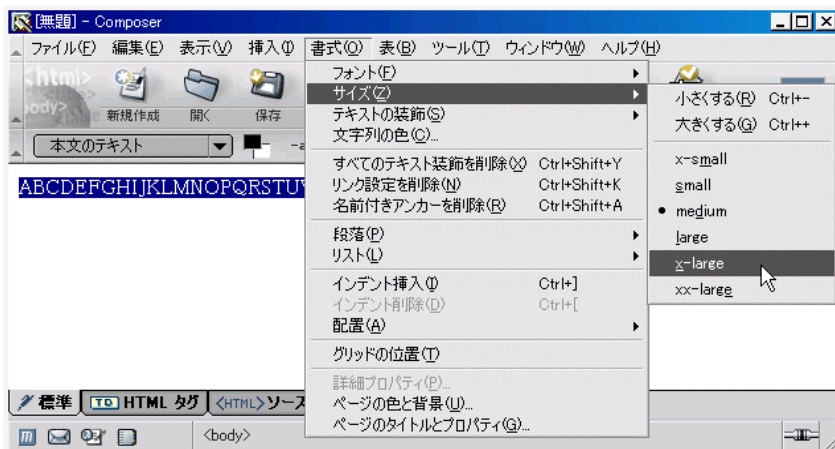 [無題] - Composer
ファイル(F) 編集(E) 表示(V) 挿入(I) 書式(O) 表(B) ツール(T) ウィンドウ(W) ヘルプ(H)
新規作成 開く 保存
本文のテキスト
ABCDEFGHIJKLMNOPQRSTUV
フォント(F)
サイズ(Z)
テキストの装飾(S)
文字列の色(C)...
すべてのテキスト装飾を削除(X) Ctrl+Shift+Y
リンク設定を削除(N) Ctrl+Shift+K
名前付きアンカーを削除(R) Ctrl+Shift+A
段落(P)
リスト(L)
インデント挿入(I) Ctrl+]
インデント削除(D) Ctrl+[
配置(A)
グリッドの位置(T)
詳細プロパティ(P)...
ページの色と背景(U)...
ページのタイトルとプロパティ(G)...
小さくする(R) Ctrl+-
大きくする(G) Ctrl++
x-small
small
medium
large
x-large
xx-large
標準 TD HTML タグ <HTML>ソース
<body>